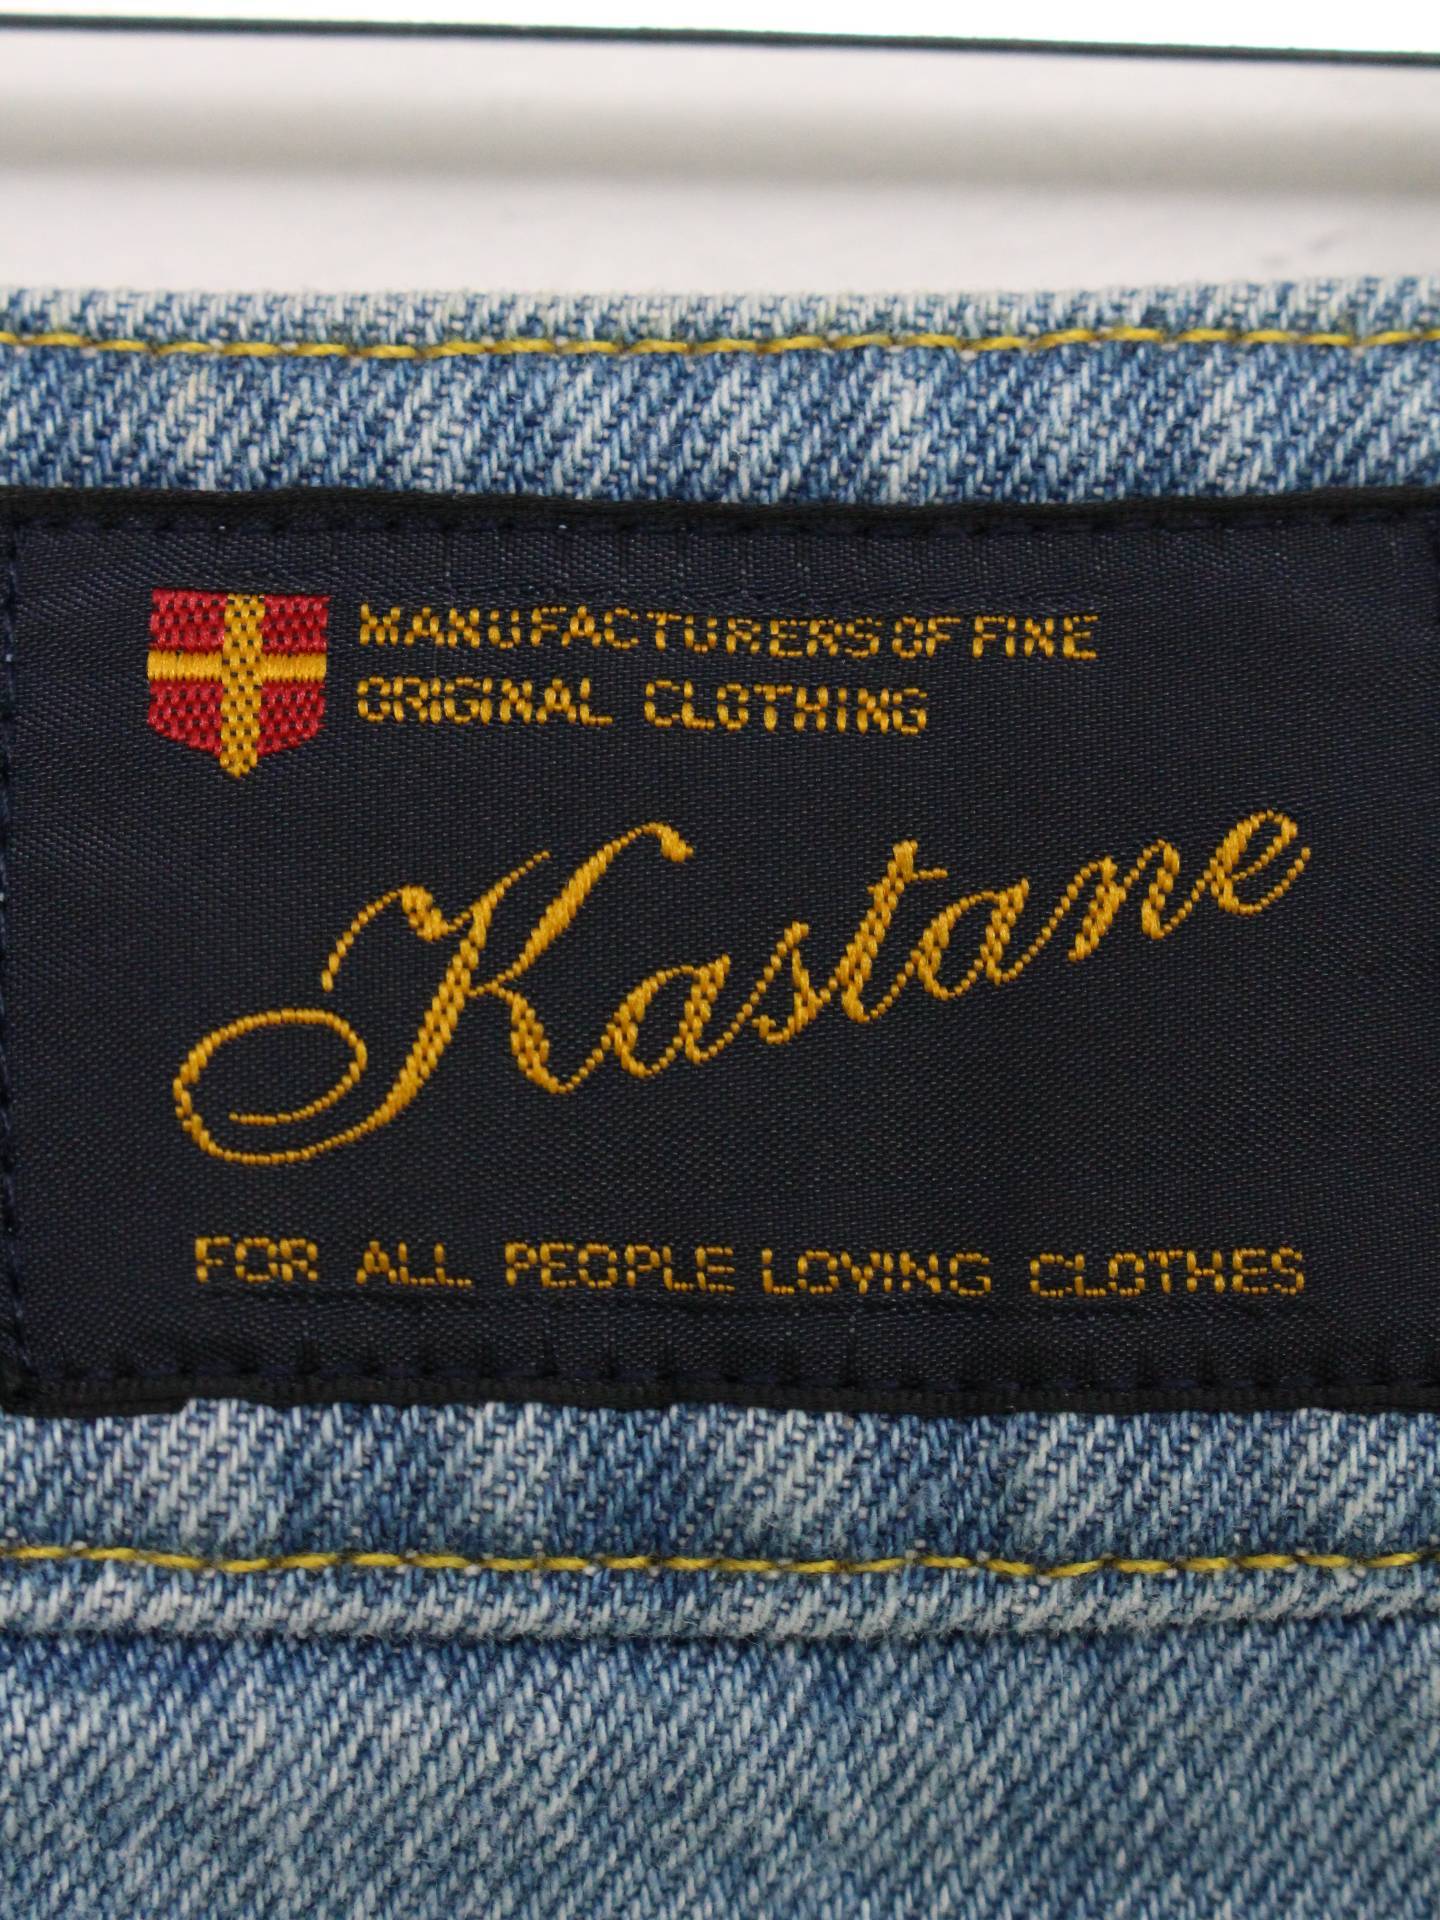 MANUFACTURERS OF FINE
ORIGINAL CLOTHING
Kastane
FOR ALL PEOPLE LOVING CLOTHES